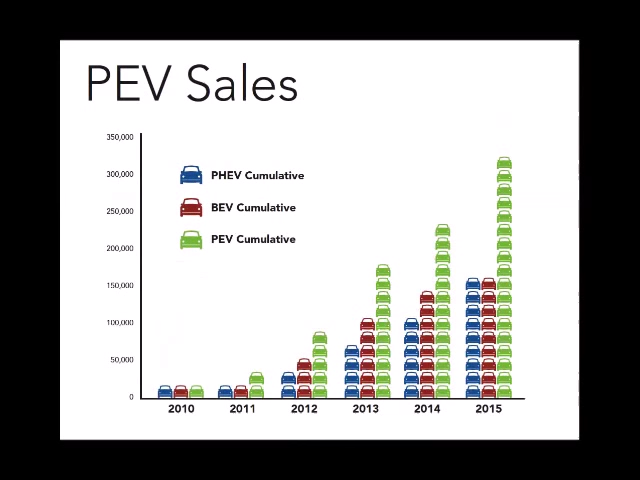 PEV Sales
350,000
300,000
250,000
200,000
150,000
100,000
50,000
0
PHEV Cumulative
BEV Cumulative
PEV Cumulative
2010 2011 2012 2013 2014 2015